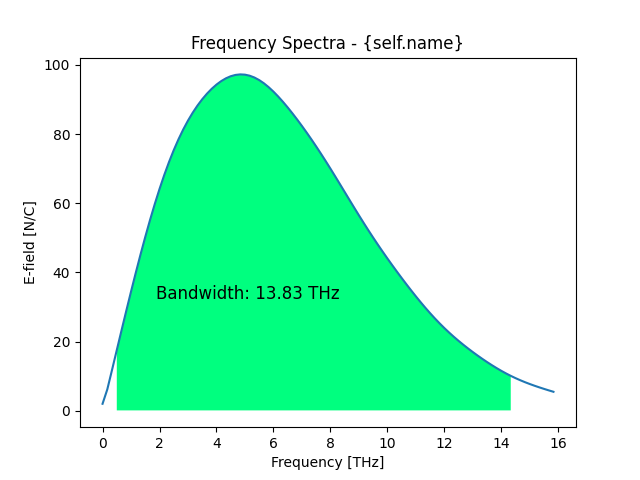 Frequency Spectra - {self.name}
100
80
60
40
20
0
E-field [N/C]
Bandwidth: 13.83 THz
0 2 4 6 8 10 12 14 16
Frequency [THz]